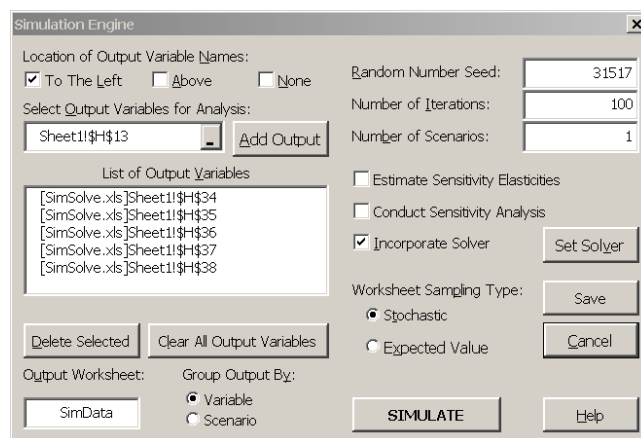 Simulation Engine
Location of Output Variable Names:
To The Left
Above
None
Select Output Variables for Analysis:
Sheet1!$H$13
Add Output
List of Output Variables
[SimSolve.xls]Sheet1!$H$34
[SimSolve.xls]Sheet1!$H$35
[SimSolve.xls]Sheet1!$H$36
[SimSolve.xls]Sheet1!$H$37
[SimSolve.xls]Sheet1!$H$38
Delete Selected
Clear All Output Variables
Output Worksheet:
SimData
Group Output By:
Variable
Scenario
Random Number Seed:
31517
Number of Iterations:
100
Number of Scenarios:
1
Estimate Sensitivity Elasticities
Conduct Sensitivity Analysis
Incorporate Solver
Set Solver
Worksheet Sampling Type:
Stochastic
Expected Value
Save
Cancel
SIMULATE
Help